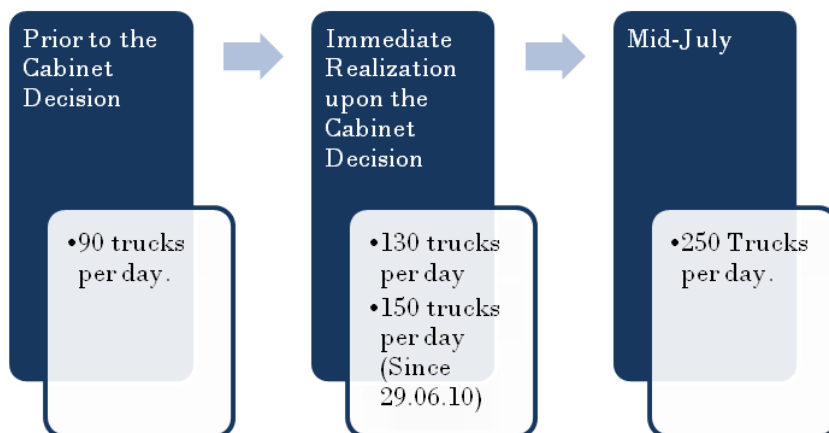 Prior to the
Cabinet
Decision
•90 trucks
per day.
Immediate
Realization
upon the
Cabinet
Decision
•130 trucks
per day
•150 trucks
per day
(Since
29.06.10)
Mid-July
•250 Trucks
per day.